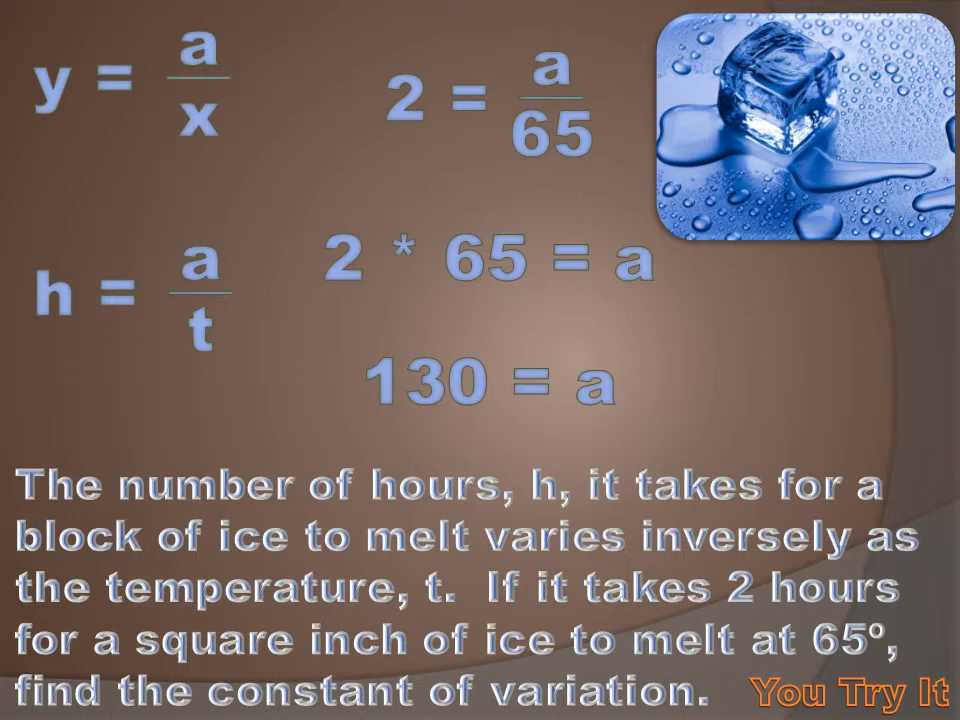 y = a/x
2 = a/65
h = a/t
2 * 65 = a
130 = a
The number of hours, h, it takes for a
block of ice to melt varies inversely as
the temperature, t.  If it takes 2 hours
for a square inch of ice to melt at 65º,
find the constant of variation.
You Try It